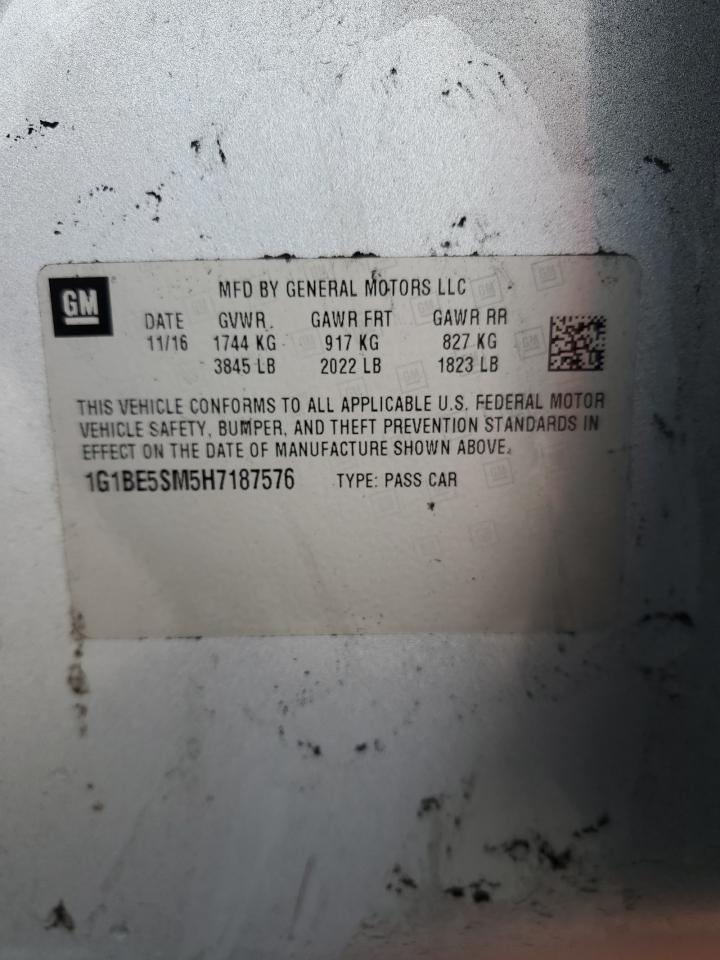 GM
MFD BY GENERAL MOTORS LLC
DATE GVWR GAWR FRT GAWR RR
11/16 1744 KG 917 KG 827 KG
3845 LB 2022 LB 1823 LB
THIS VEHICLE CONFORMS TO ALL APPLICABLE U.S. FEDERAL MOTOR
VEHICLE SAFETY, BUMPER, AND THEFT PREVENTION STANDARDS IN
EFFECT ON THE DATE OF MANUFACTURE SHOWN ABOVE.
1G1BE5SM5H7187576 TYPE: PASS CAR